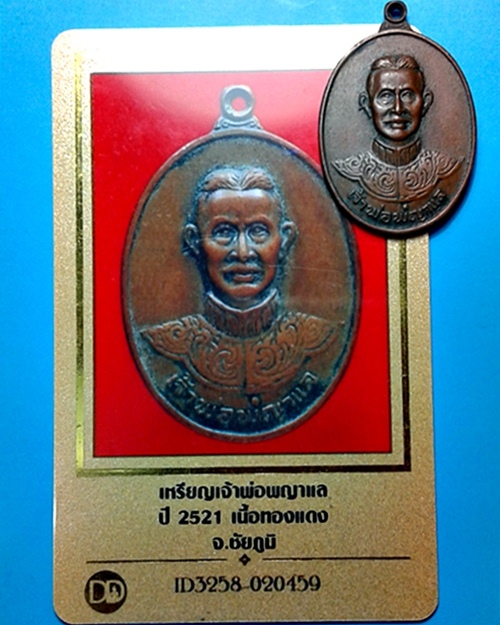 เจ้าพ่อพญาแล
เจ้าพ่อพญาแล
เหรียญเจ้าพ่อพญาแล
ปี 2521 เนื้อทองแดง
จ.ชัยภูมิ
DD
ID3258-020459